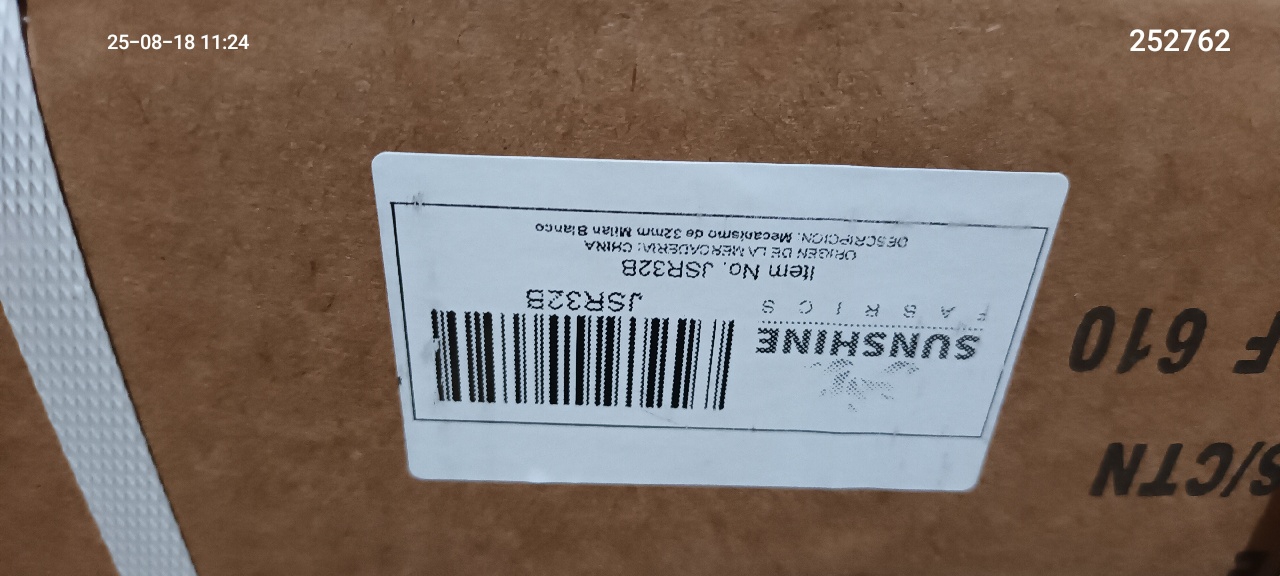 25-08-18 11:24
252762
S/CTN
F 610
SUNSHINE
FABRICS
JSR32B
Item No. JSR32B
ORIGEN DE LA MERCADERIA: CHINA
DESCRIPCION: Mecanismo de 32mm Milan Blanco